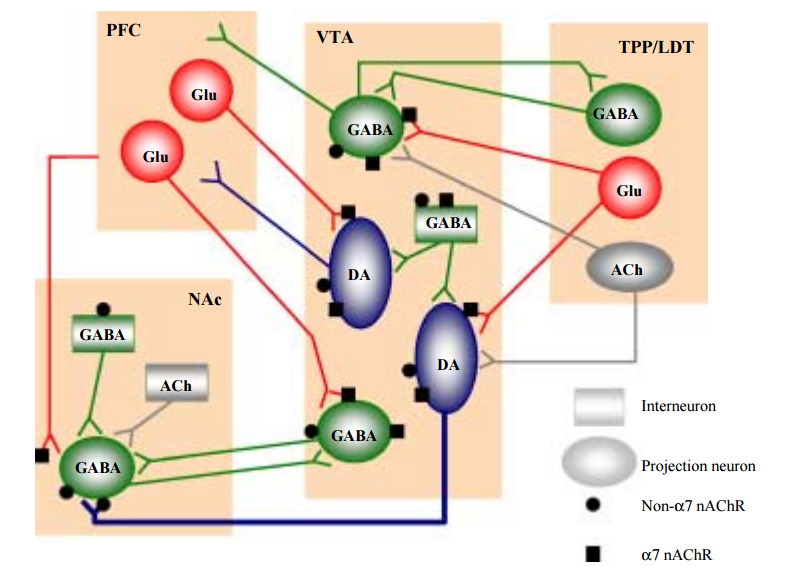 PFC
VTA
TPP/LDT
Glu
GABA
GABA
Glu
Glu
GABA
DA
ACh
NAc
GABA
DA
ACh
GABA
GABA
Interneuron
Projection neuron
Non-α7 nAChR
α7 nAChR